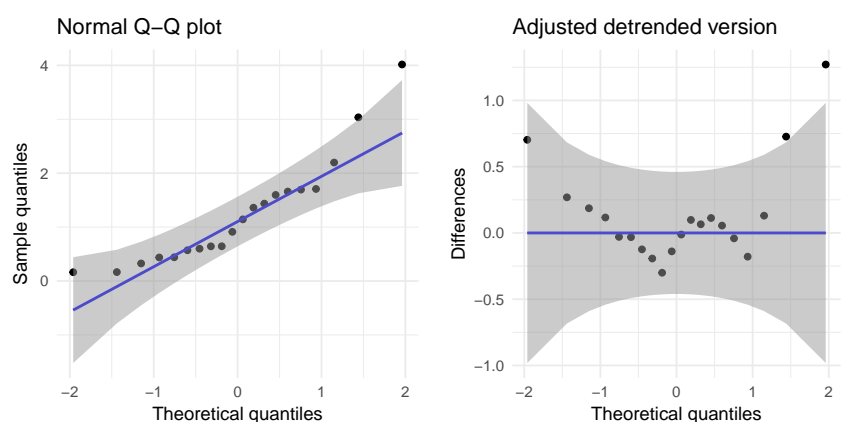 Normal Q−Q plot
4
2
0
Sample quantiles
−2 −1 0 1 2
Theoretical quantiles
Adjusted detrended version
1.0
0.5
0.0
−0.5
−1.0
Differences
−2 −1 0 1 2
Theoretical quantiles